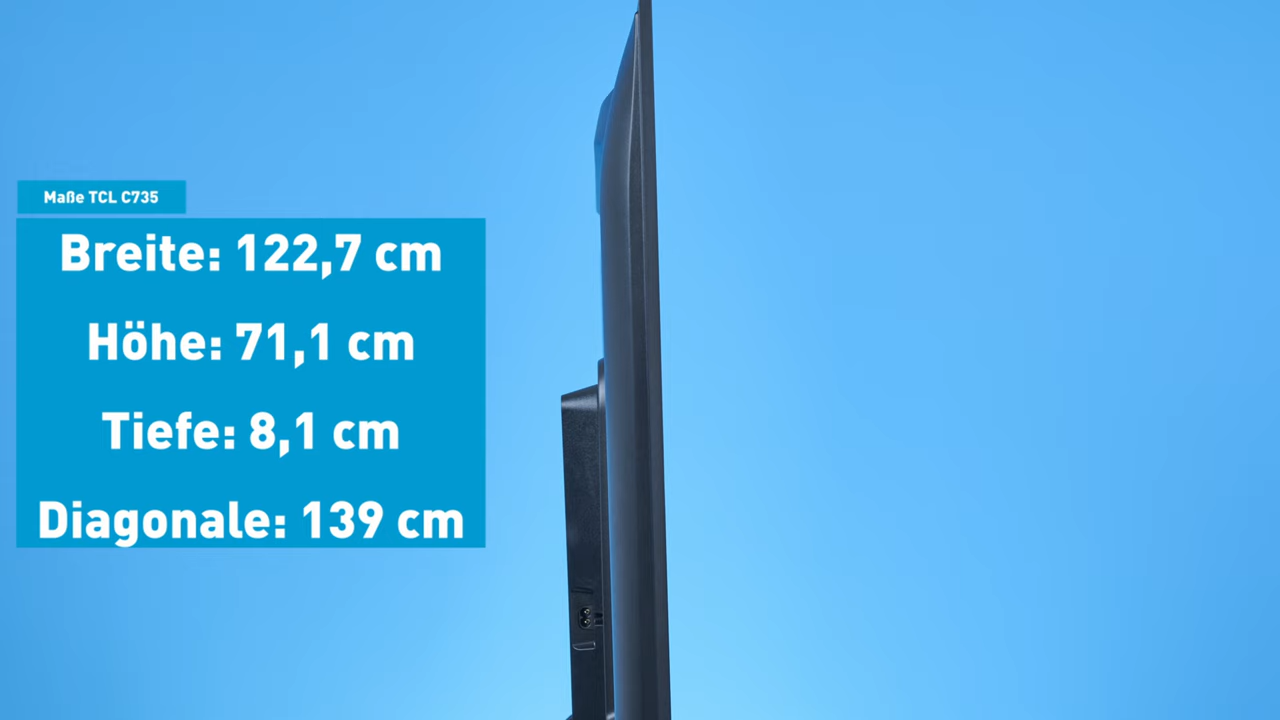 Maße TCL C735
Breite: 122,7 cm
Höhe: 71,1 cm
Tiefe: 8,1 cm
Diagonale: 139 cm